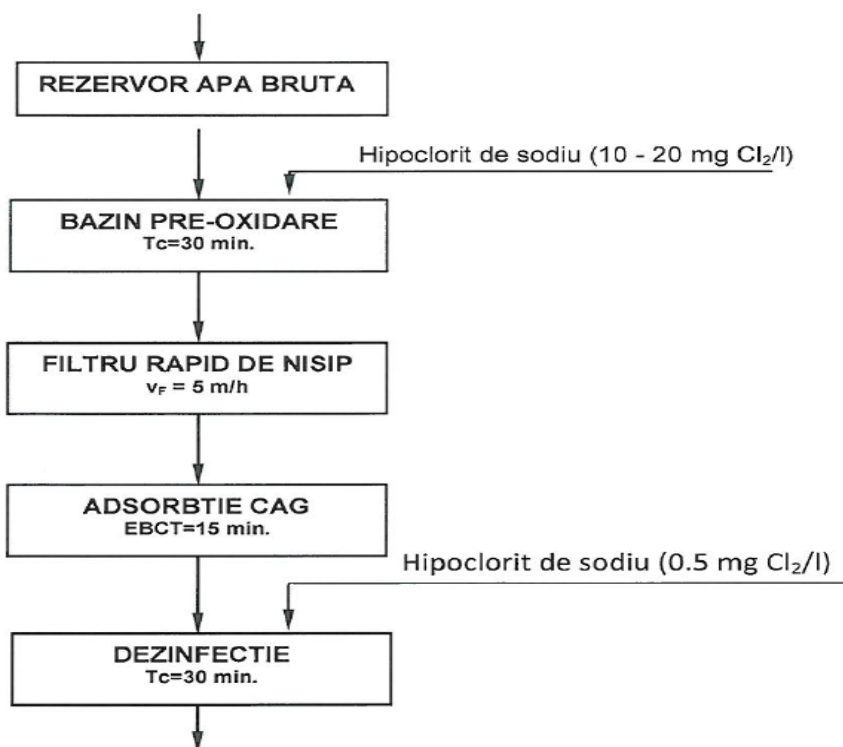 REZERVOR APA BRUTA
Hipoclorit de sodiu (10 - 20 mg Cl₂/l)
BAZIN PRE-OXIDARE
Tc=30 min.
FILTRU RAPID DE NISIP
v_F = 5 m/h
ADSORBTIE CAG
EBCT=15 min.
Hipoclorit de sodiu (0.5 mg Cl₂/l)
DEZINFECTIE
Tc=30 min.